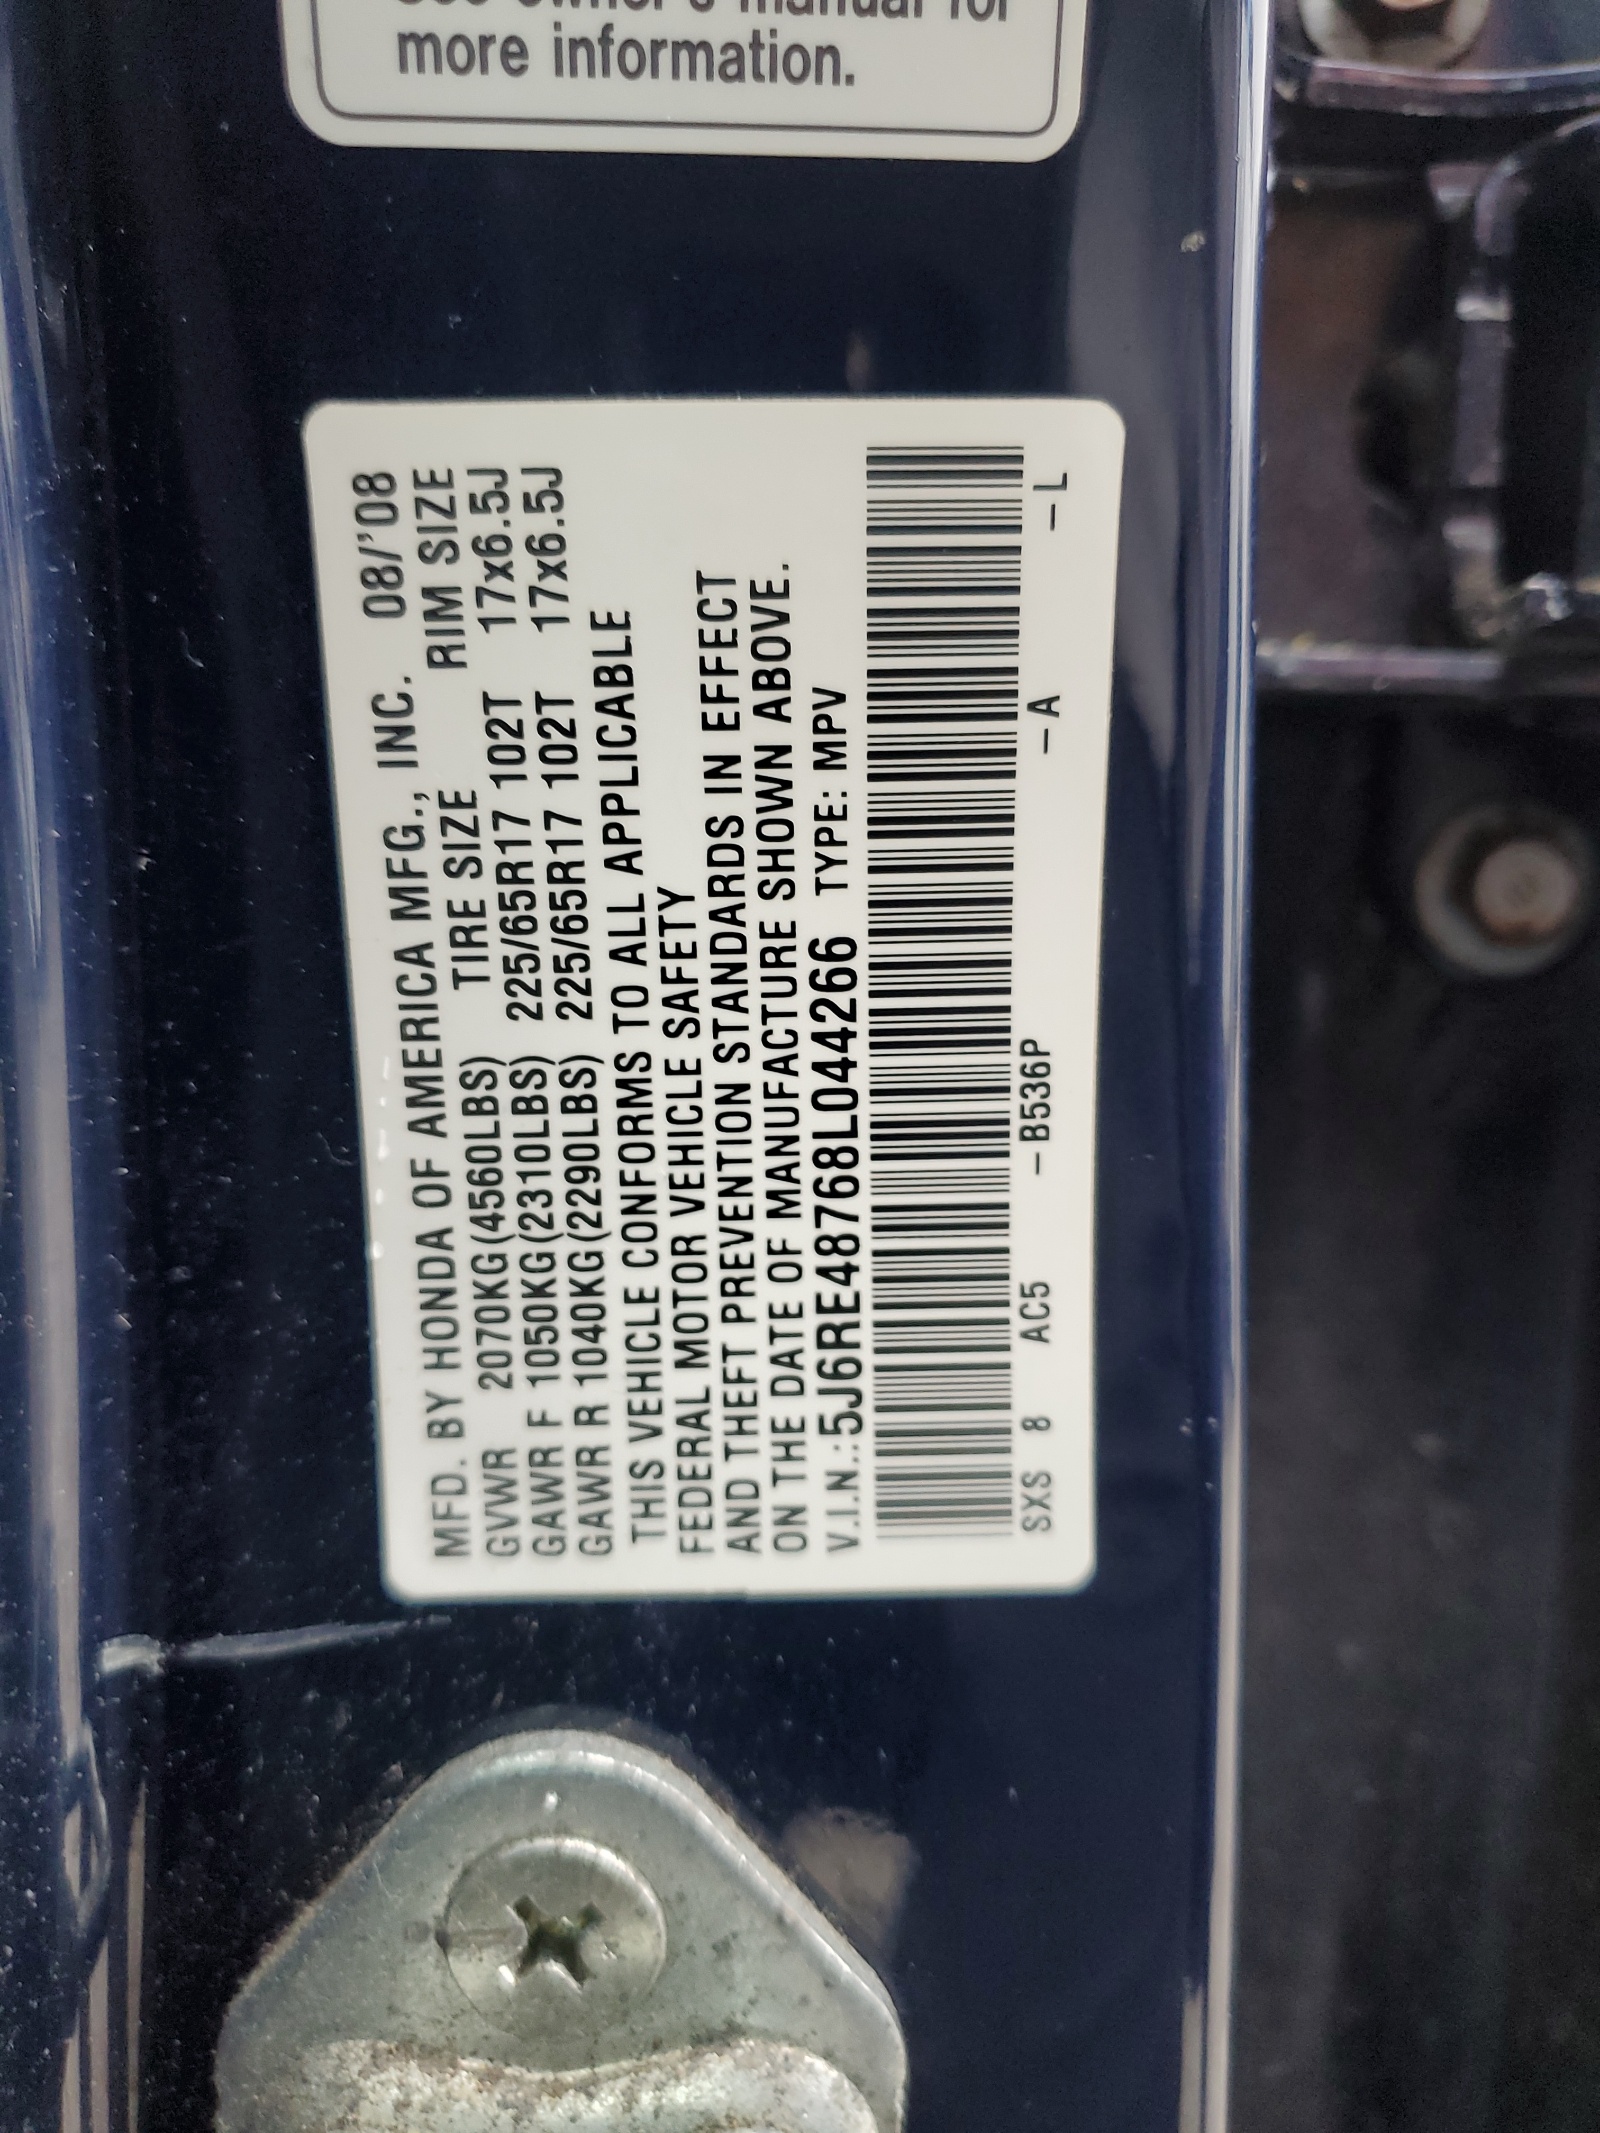 more information.
MFD. BY HONDA OF AMERICA MFG., INC. 08/'08
TIRE SIZE RIM SIZE
GVWR 2070KG(4560LBS) 225/65R17 102T 17x6.5J
GAWR F 1050KG(2310LBS) 225/65R17 102T 17x6.5J
GAWR R 1040KG(2290LBS)
THIS VEHICLE CONFORMS TO ALL APPLICABLE
FEDERAL MOTOR VEHICLE SAFETY
AND THEFT PREVENTION STANDARDS IN EFFECT
ON THE DATE OF MANUFACTURE SHOWN ABOVE.
V.I.N.:5J6RE48768L044266 TYPE: MPV
SXS 8 AC5 -B536P -A -L